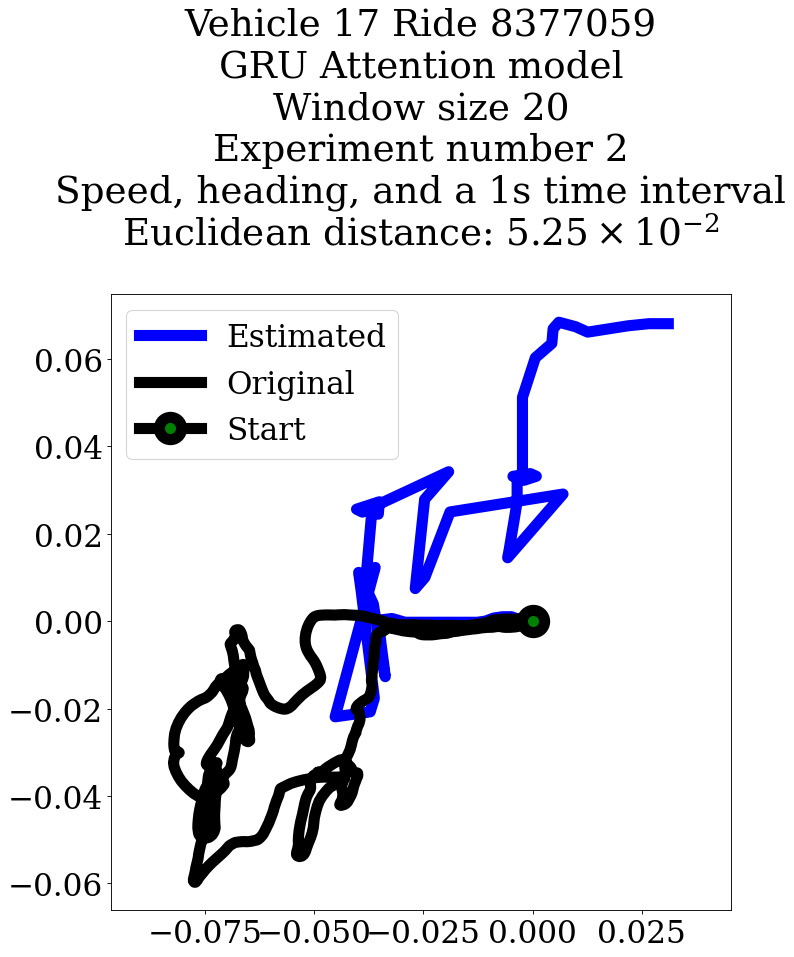 Vehicle 17 Ride 8377059
GRU Attention model
Window size 20
Experiment number 2
Speed, heading, and a 1s time interval
Euclidean distance: 5.25 × 10⁻²
Estimated
Original
Start
0.06
0.04
0.02
0.00
−0.02
−0.04
−0.06
−0.075 −0.050 −0.025 0.000 0.025